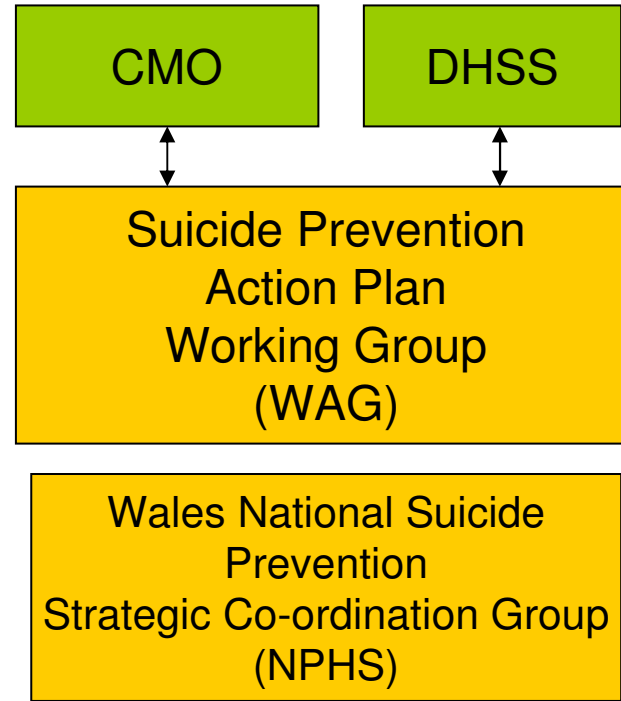 CMO
DHSS
Suicide Prevention
Action Plan
Working Group
(WAG)
Wales National Suicide
Prevention
Strategic Co-ordination Group
(NPHS)